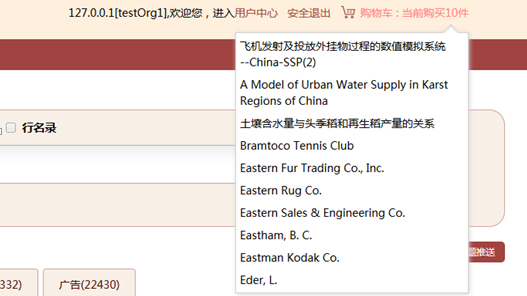 127.0.0.1[testOrg1],欢迎您，进入用户中心 安全退出 购物车：当前购买10件
飞机发射及投放外挂物过程的数值模拟系统
--China-SSP(2)
A Model of Urban Water Supply in Karst
Regions of China
土壤含水量与头季稻和再生稻产量的关系
行名录
Bramtoco Tennis Club
Eastern Fur Trading Co., Inc.
Eastern Rug Co.
Eastern Sales & Engineering Co.
Eastham, B. C.
推送
Eastman Kodak Co.
Eder, L.
332)
广告(22430)